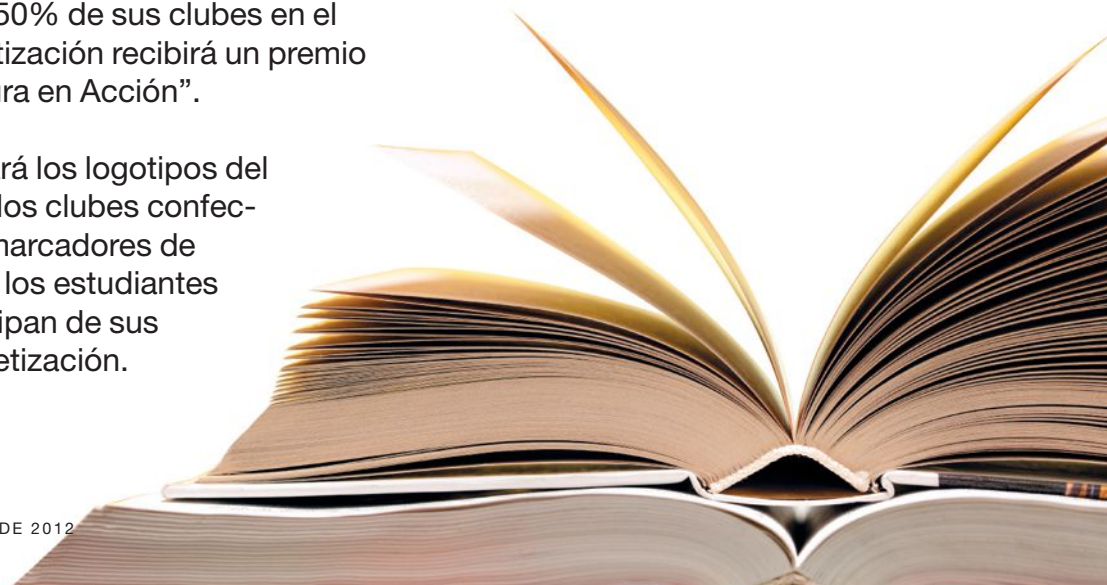 50% de sus clubes en el
tización recibirá un premio
ra en Acción”.
rá los logotipos del
los clubes confec-
marcadores de
los estudiantes
ipan de sus
etización.
DE 2012